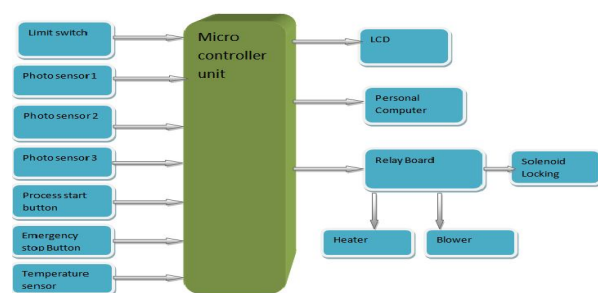 Limit switch
Photo sensor 1
Photo sensor 2
Photo sensor 3
Process start
button
Emergency
stop Button
Temperature
sensor
Micro
controller
unit
LCD
Personal
Computer
Relay Board
Solenoid
Locking
Heater
Blower